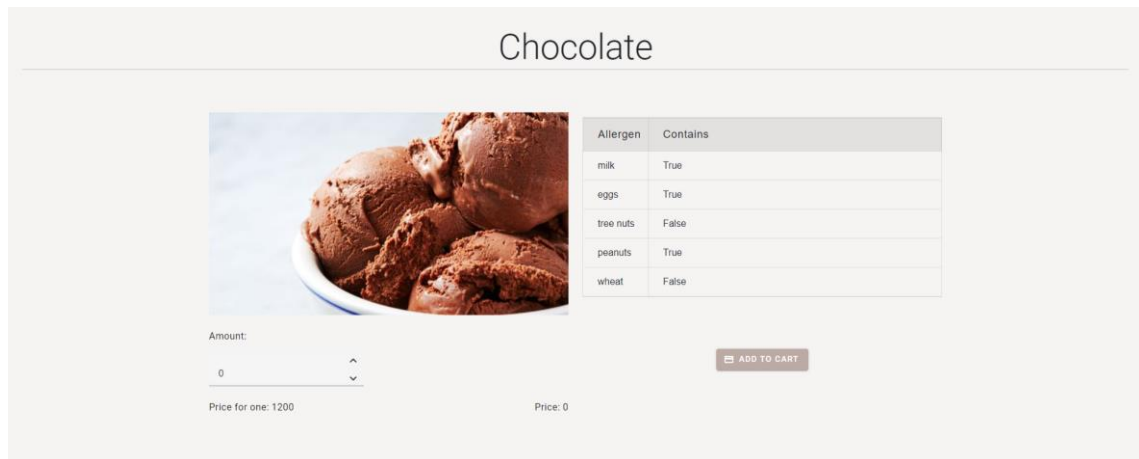 Chocolate
Allergen Contains
milk True
eggs True
tree nuts False
peanuts True
wheat False
Amount:
0
ADD TO CART
Price for one: 1200
Price: 0